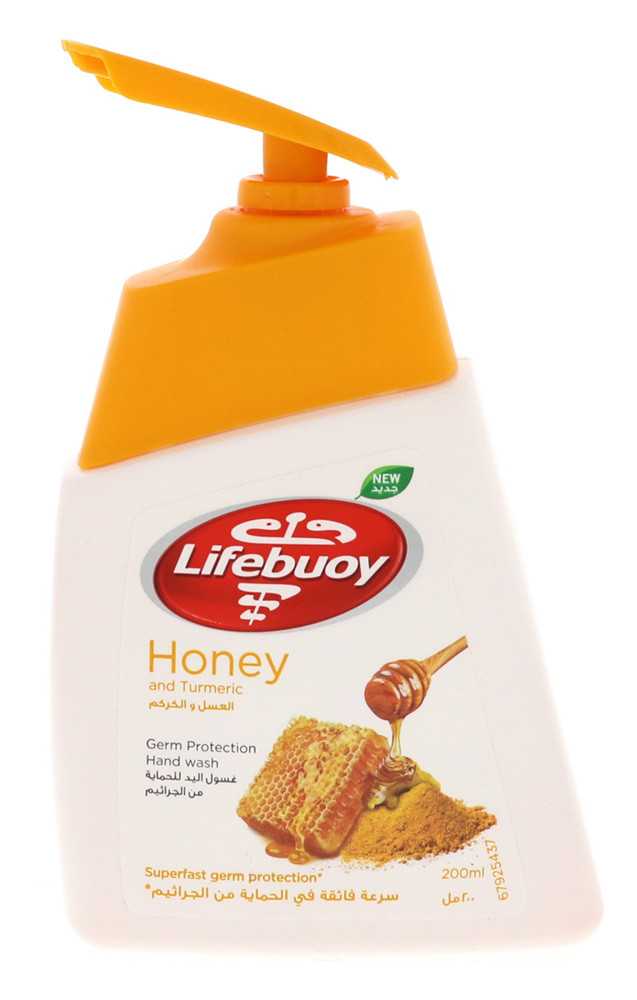 NEW
جديد
Lifebuoy
Honey
and Turmeric
العسل و الكركم
Germ Protection
Hand wash
غسول اليد للحماية
من الجراثيم
Superfast germ protection*
سرعة فائقة في الحماية من الجراثيم*
200ml
٢٠٠مل
67925437